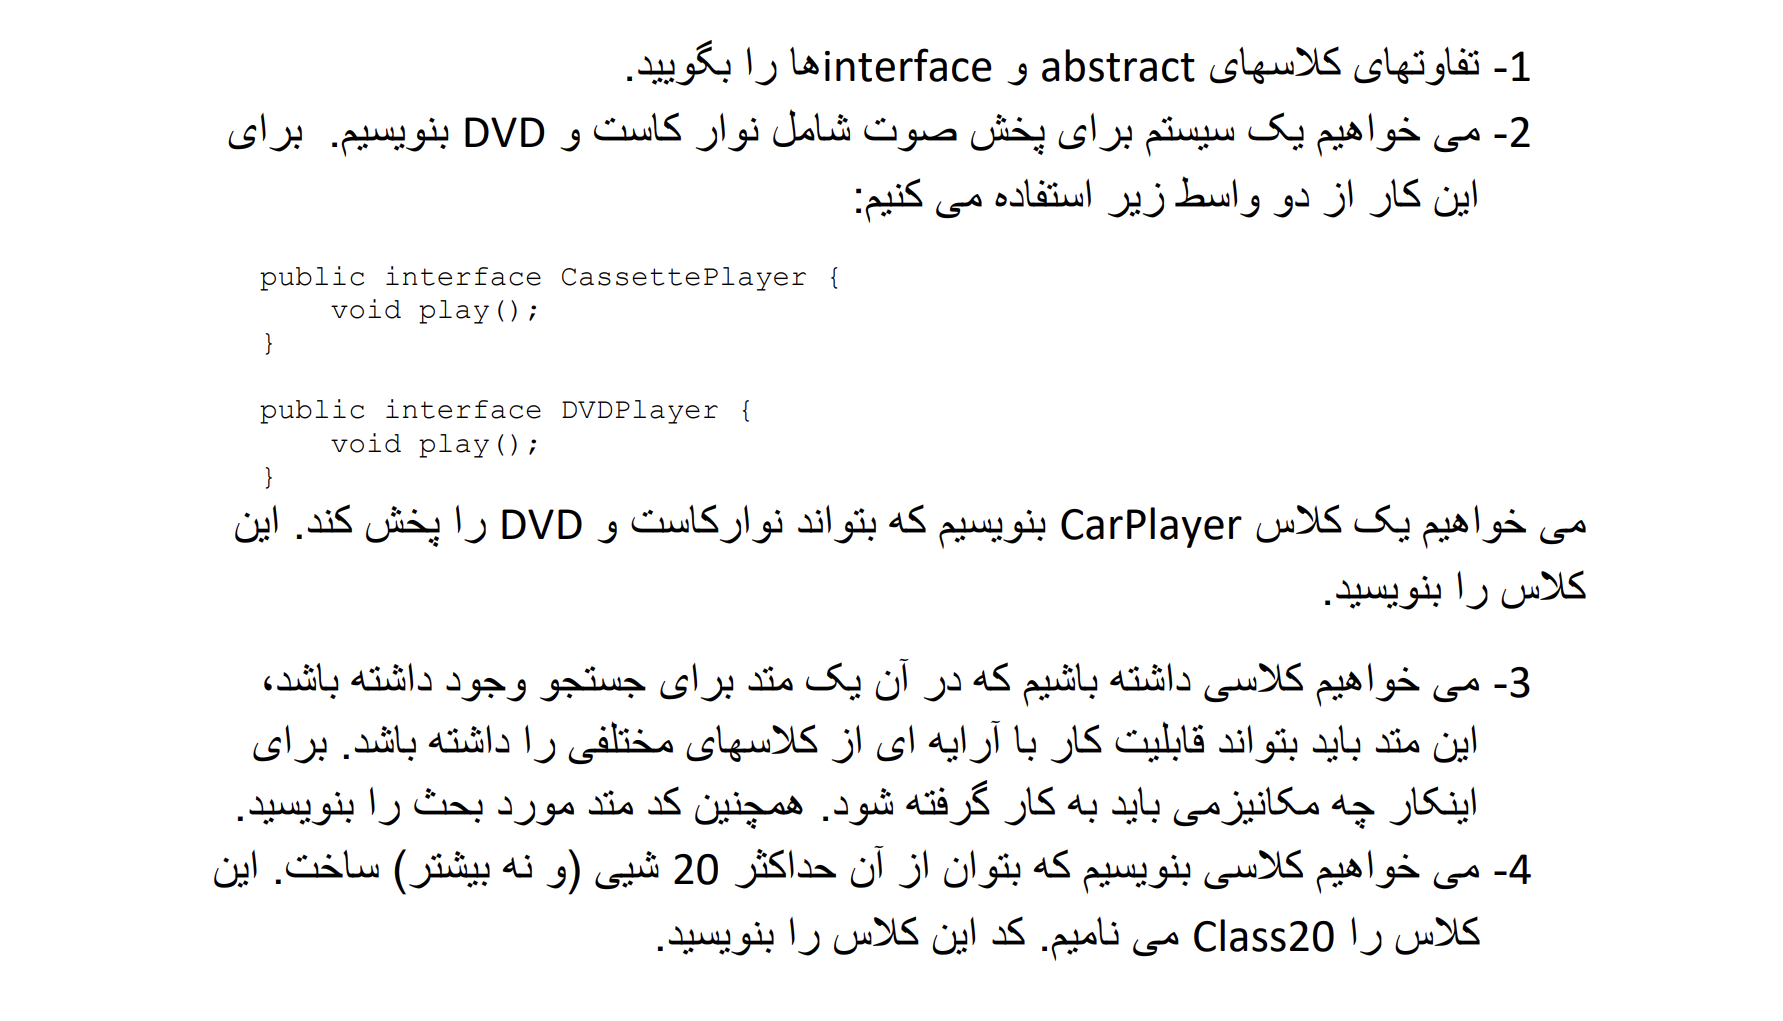 1- تفاوتهای کلاسهای abstract و interfaceها را بگویید.
2- می خواهیم یک سیستم برای پخش صوت شامل نوار کاست و DVD بنویسیم. برای
این کار از دو واسط زیر استفاده می کنیم:
public interface CassettePlayer {
    void play();
}
public interface DVDPlayer {
    void play();
}
می خواهیم یک کلاس CarPlayer بنویسیم که بتواند نوارکاست و DVD را پخش کند. این
کلاس را بنویسید.
3- می خواهیم کلاسی داشته باشیم که در آن یک متد برای جستجو وجود داشته باشد،
این متد باید بتواند قابلیت کار با آرایه ای از کلاسهای مختلفی را داشته باشد. برای
اینکار چه مکانیزمی باید به کار گرفته شود. همچنین کد متد مورد بحث را بنویسید.
4- می خواهیم کلاسی بنویسیم که بتوان از آن حداکثر 20 شیی (و نه بیشتر) ساخت. این
کلاس را Class20 می نامیم. کد این کلاس را بنویسید.